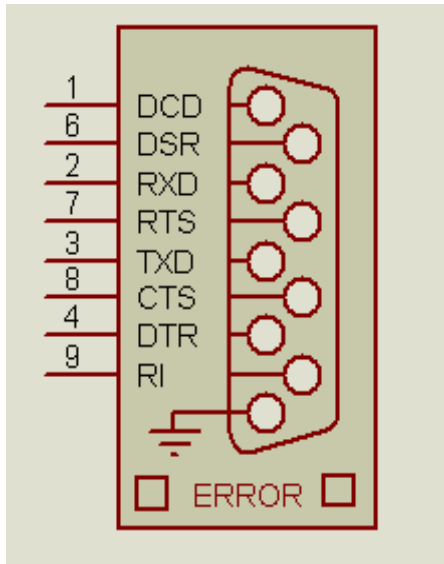 1 DCD
6 DSR
2 RXD
7 RTS
3 TXD
8 CTS
4 DTR
9 RI
ERROR